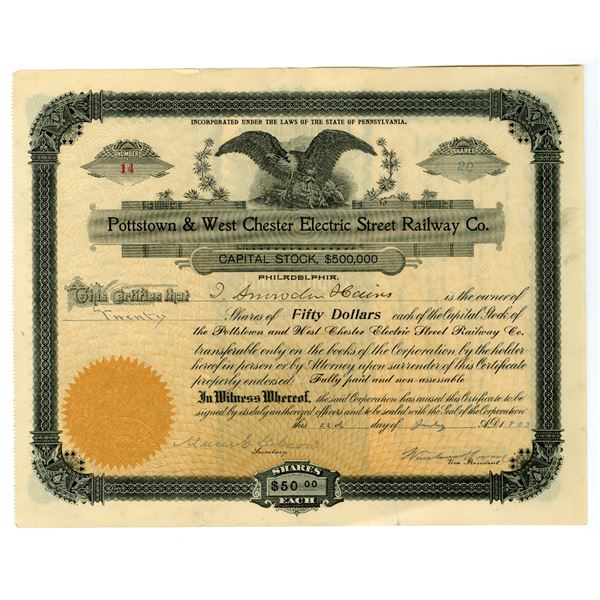 INCORPORATED UNDER THE LAWS OF THE STATE OF PENNSYLVANIA.
NUMBER
14
SHARES
20
Pottstown & West Chester Electric Street Railway Co.
CAPITAL STOCK, $500,000
PHILADELPHIA.
This Certifies that Haines is the owner of
Twenty Shares of Fifty Dollars each of the Capital Stock of
the Pottstown and West Chester Electric Street Railway Co.
transferable only on the books of the Corporation by the holder
hereof in person or by Attorney upon surrender of this Certificate
properly endorsed. Fully paid and non-assessable
In Witness Whereof, the said Corporation has caused this Certificate to be
signed by its duly authorized officers and to be sealed with the Seal of the Corporation
this 22d day of July A.D. 1903
Secretary
Vice President
SHARES
$50.00
EACH